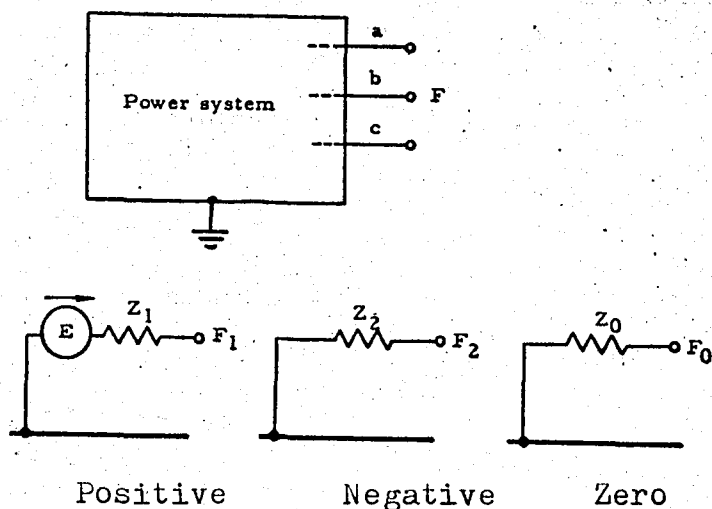 a
Power system
b
F
c
E
Z1
F1
Z2
F2
Z0
F0
Positive
Negative
Zero